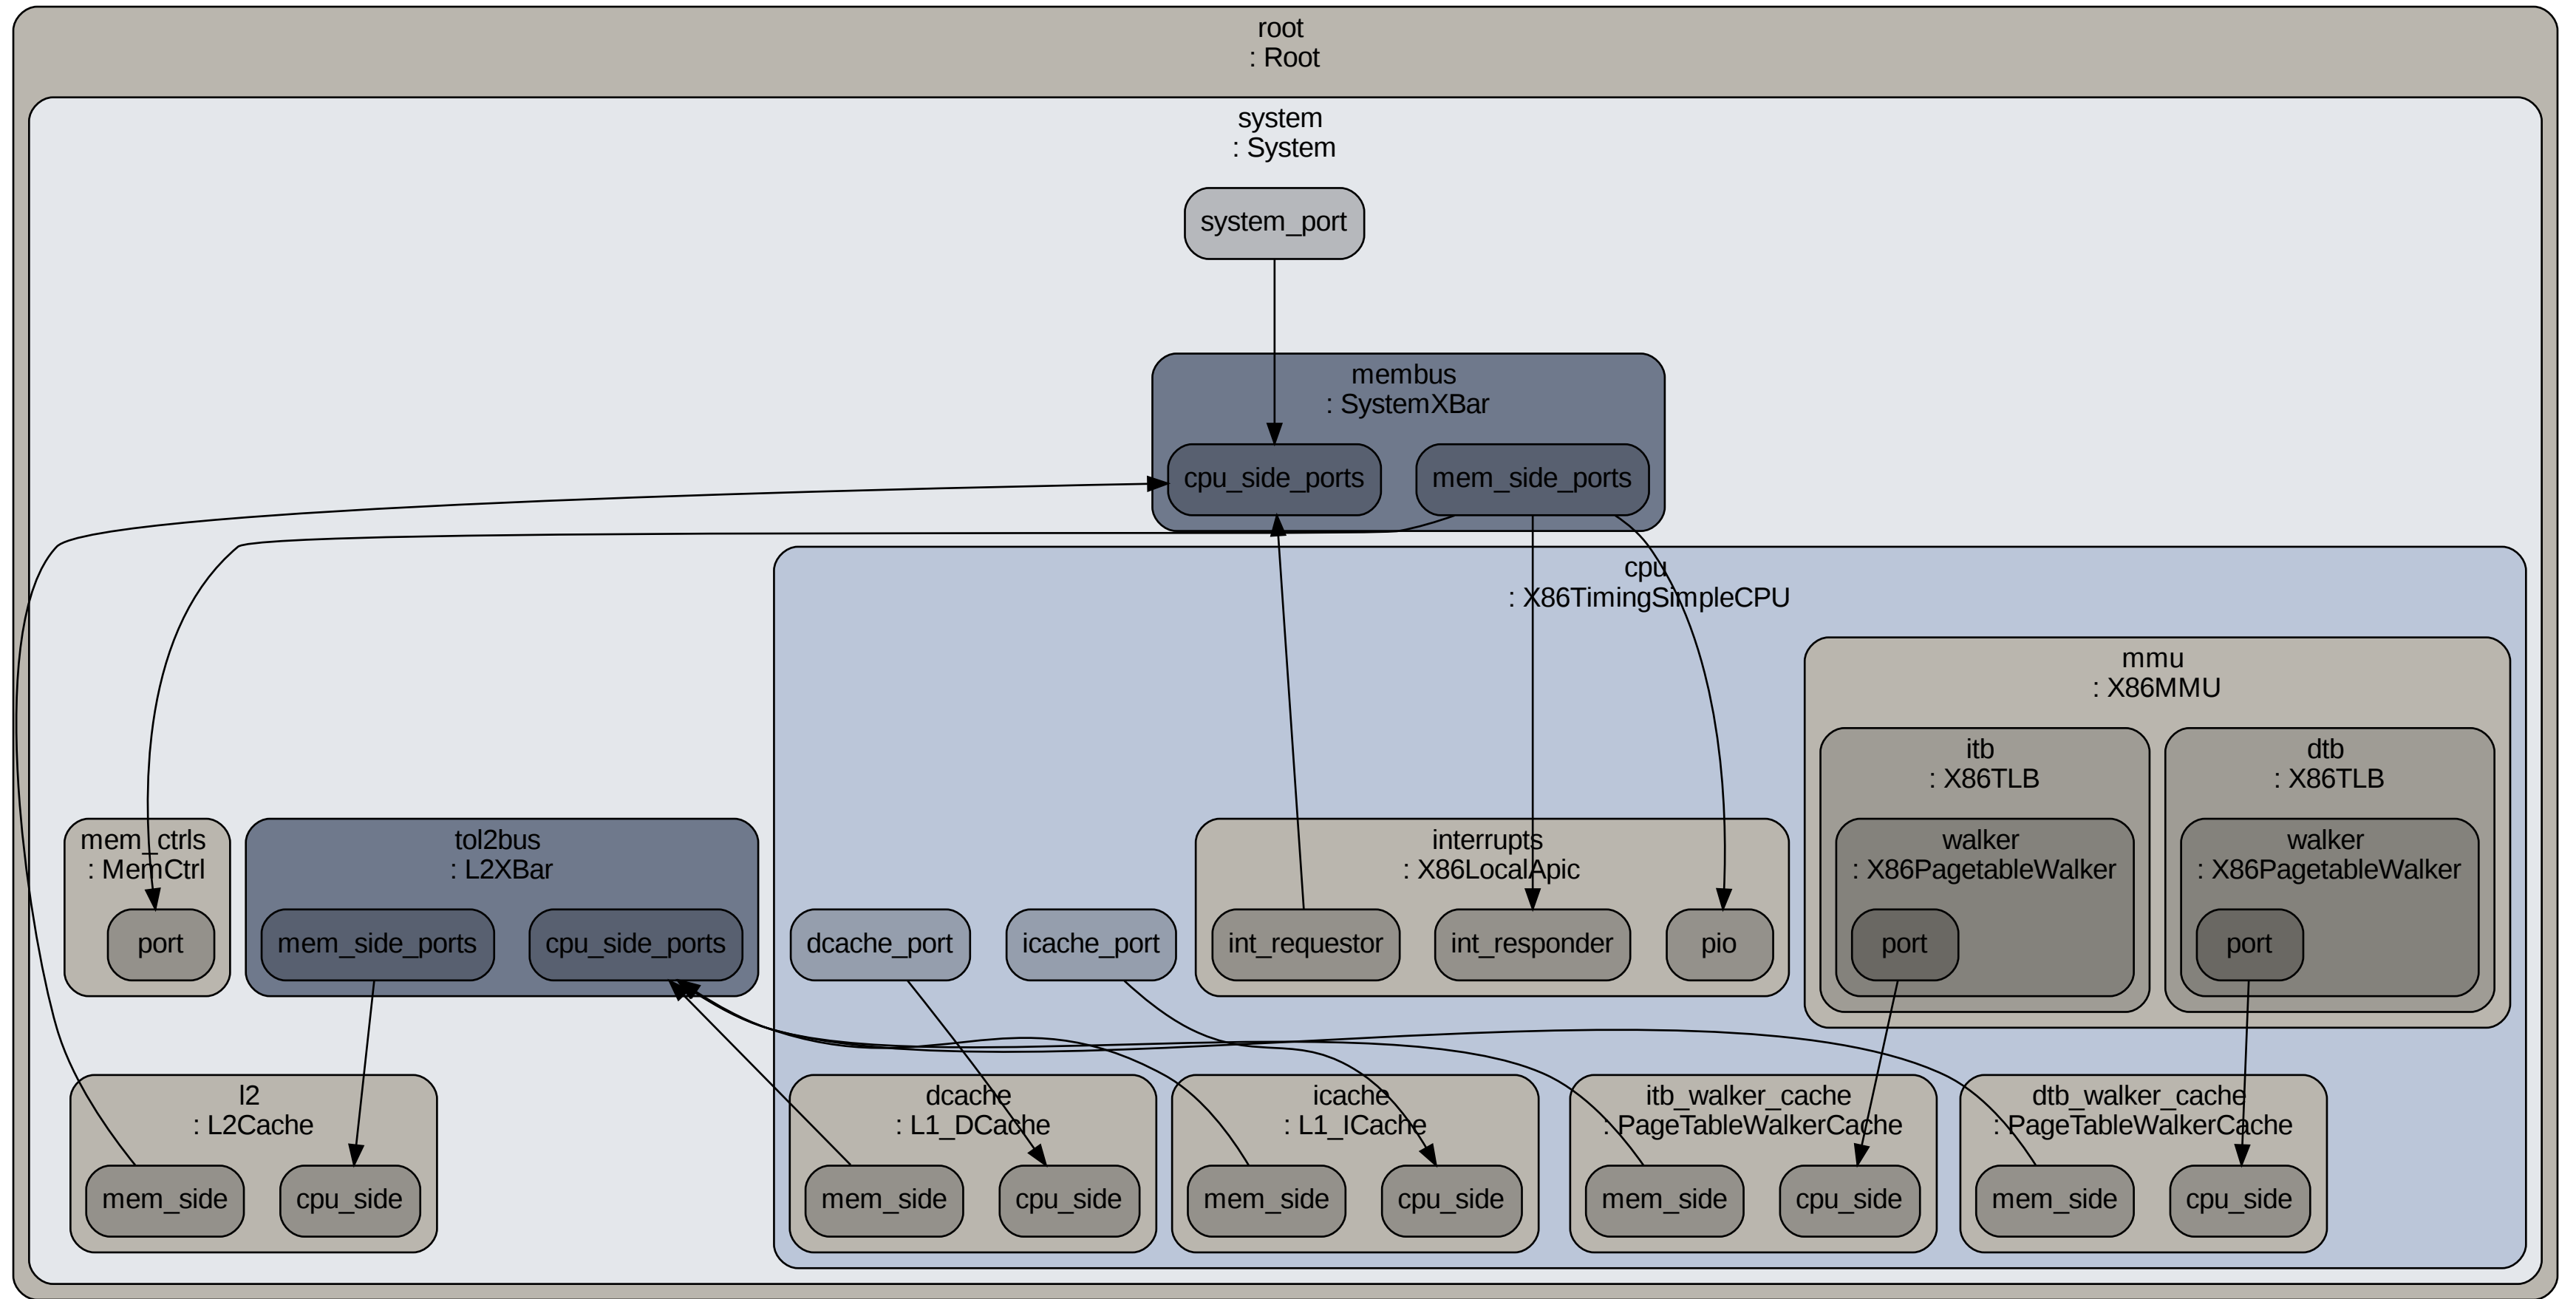 root
: Root
system
: System
system_port
membus
: SystemXBar
cpu_side_ports
mem_side_ports
cpu
: X86TimingSimpleCPU
mmu
: X86MMU
itb
: X86TLB
dtb
: X86TLB
mem_ctrls
: MemCtrl
tol2bus
: L2XBar
interrupts
: X86LocalApic
walker
: X86PagetableWalker
walker
: X86PagetableWalker
port
mem_side_ports
cpu_side_ports
dcache_port
icache_port
int_requestor
int_responder
pio
port
port
l2
: L2Cache
dcache
: L1_DCache
icache
: L1_ICache
itb_walker_cache
: PageTableWalkerCache
dtb_walker_cache
: PageTableWalkerCache
mem_side
cpu_side
mem_side
cpu_side
mem_side
cpu_side
mem_side
cpu_side
mem_side
cpu_side